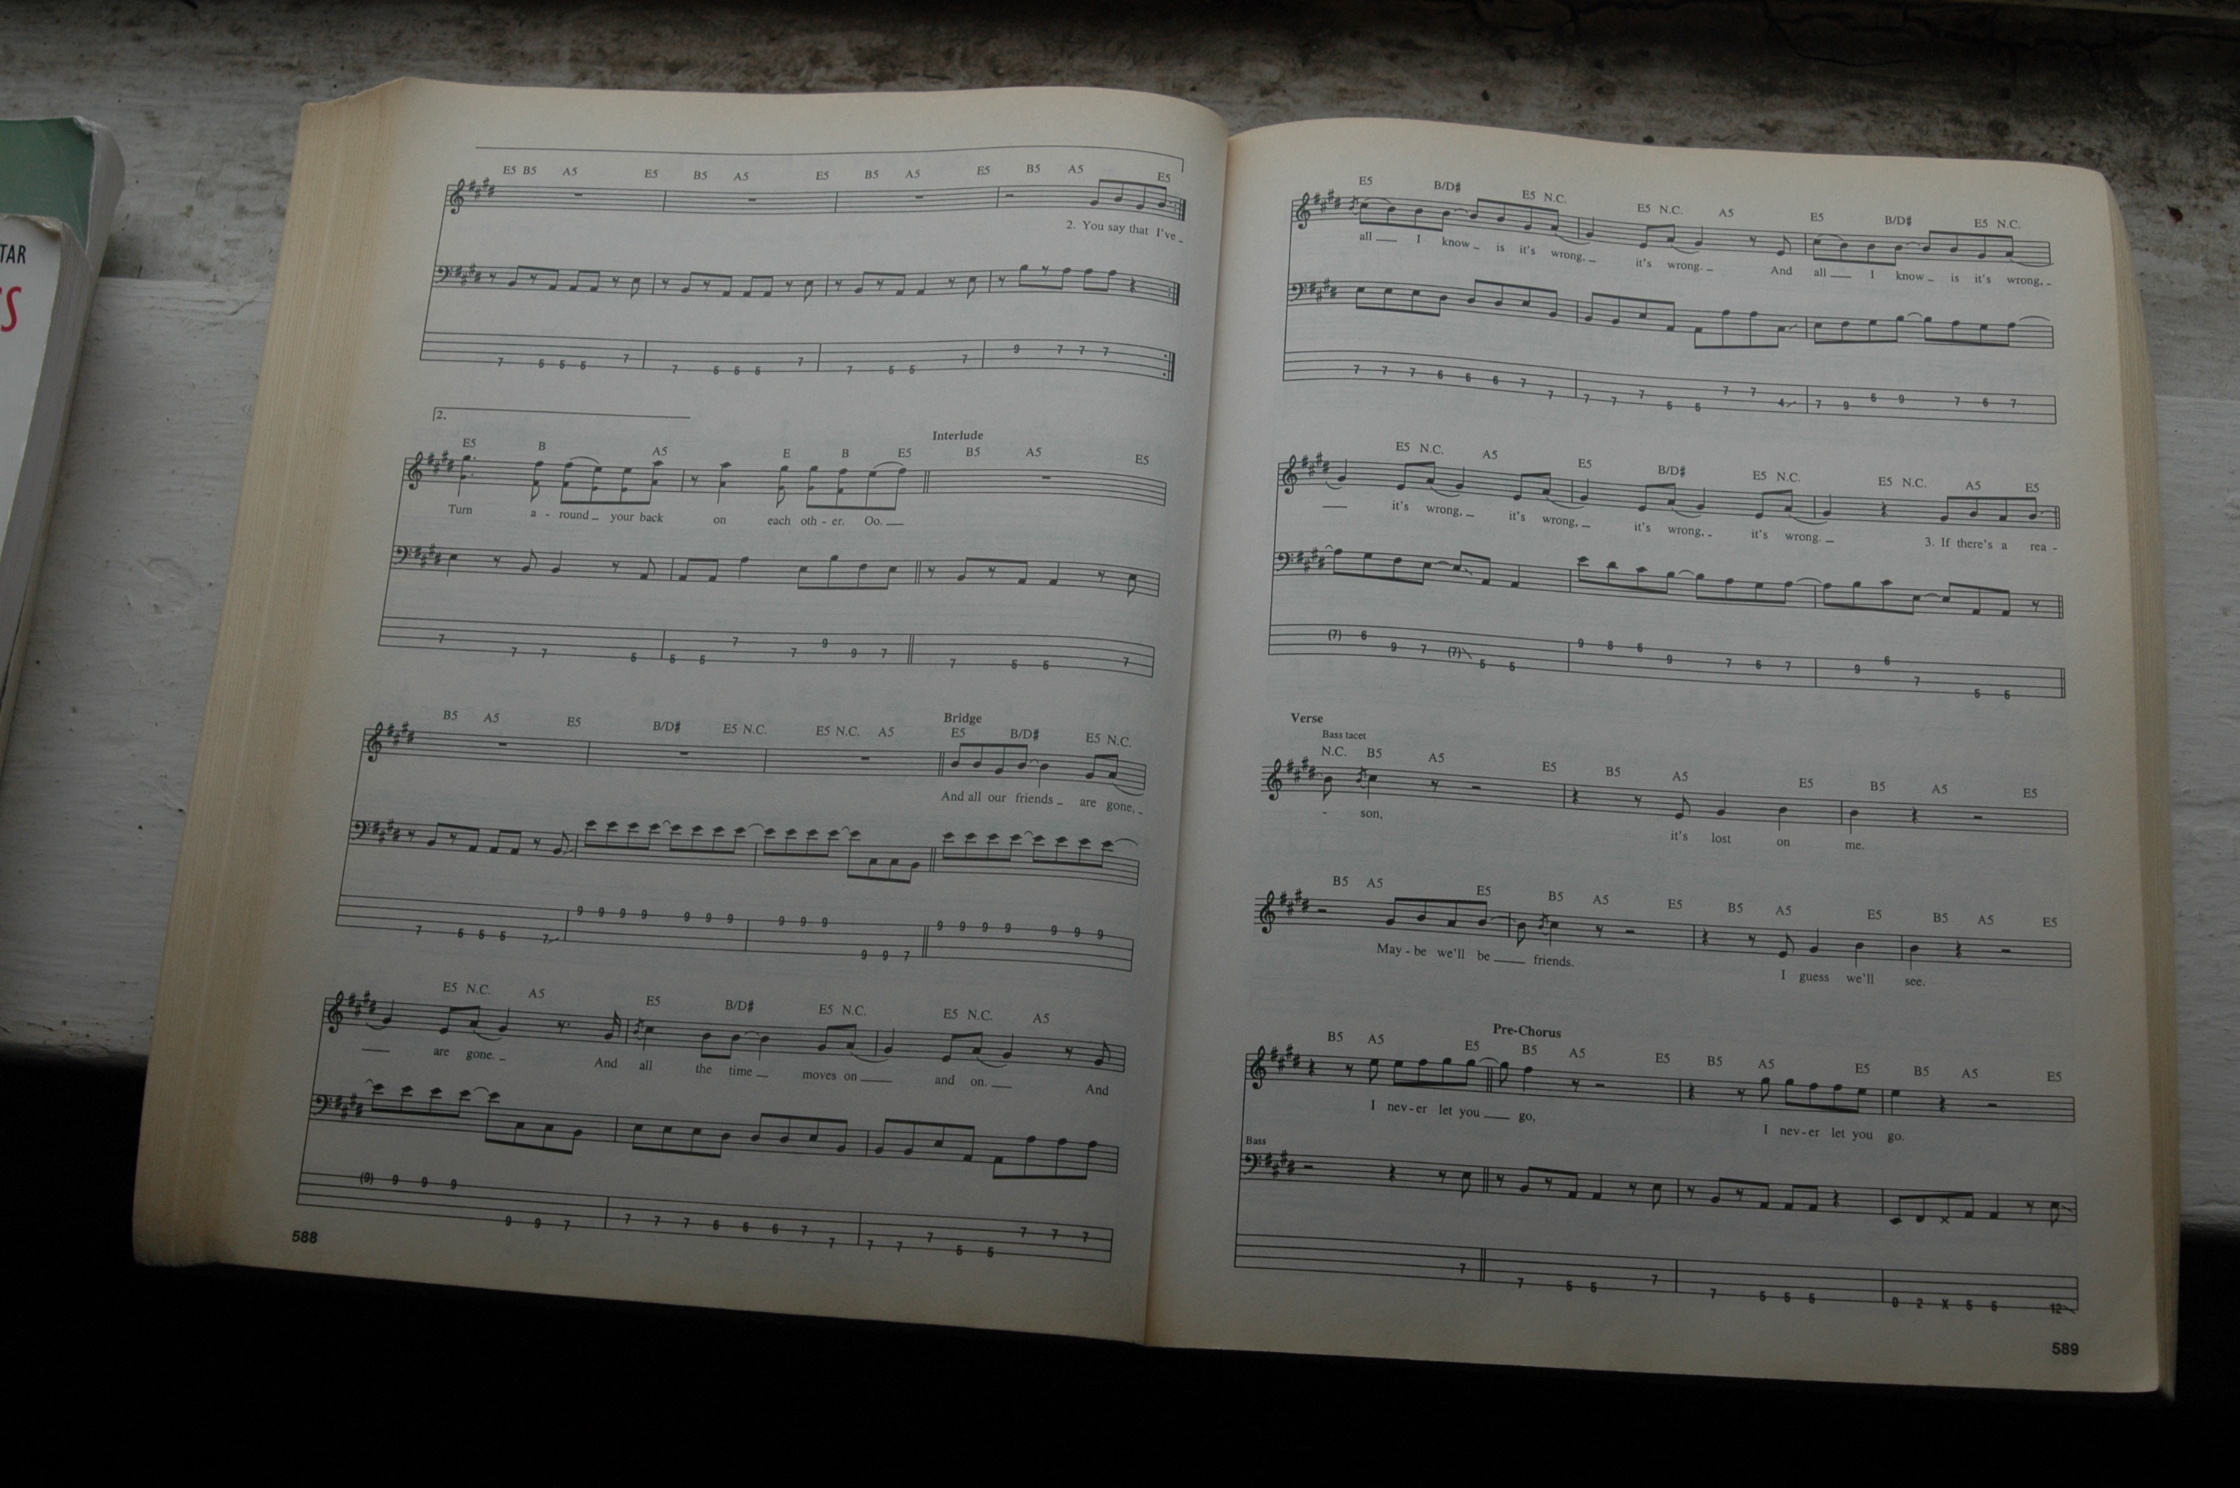 TAR
S
E5 B5 A5 E5 B5 A5 E5 B5 A5 E5 B5 A5 E5
2. You say that I've _
7 5 5 5 7 7 5 5 5 7 7 5 5 7 9 7 7 7
2.
Interlude
E5 B A5 E B E5 B5 A5 E5
Turn a - round _ your back on each oth - er. Oo. ___
7 7 7 5 5 5 7 7 9 9 7 7 5 5 7
Bridge
B5 A5 E5 B/D# E5 N.C. E5 N.C. A5 E5 B/D# E5 N.C.
And all our friends _ are gone, _
7 5 5 5 7 9 9 9 9 9 9 9 9 9 9 9 9 7 9 9 9 9 9 9 9
E5 N.C. A5 E5 B/D# E5 N.C. E5 N.C. A5
___ are gone. _ And all the time _ moves on ___ and on. ___ And
(9) 9 9 9 9 9 7 7 7 7 6 6 6 7 7 7 7 7 5 5 7 7 7
588
E5 B/D# E5 N.C. E5 N.C. A5 E5 B/D# E5 N.C.
all ___ I know _ is it's wrong, _ it's wrong. _ And all ___ I know _ is it's wrong, _
7 7 7 6 6 6 7 7 7 7 7 5 5 7 7 4 7 9 6 9 7 6 7
E5 N.C. A5 E5 B/D# E5 N.C. E5 N.C. A5 E5
___ it's wrong, _ it's wrong, _ it's wrong, _ it's wrong. _ 3. If there's a rea -
(7) 6 9 7 (7) 5 5 9 8 6 9 7 6 7 9 6 7 5 5
Verse
Bass tacet
N.C. B5 A5 E5 B5 A5 E5 B5 A5 E5
- son, it's lost on me.
B5 A5 E5 B5 A5 E5 B5 A5 E5 B5 A5 E5
May - be we'll be ___ friends. I guess we'll see.
Pre-Chorus
B5 A5 E5 B5 A5 E5 B5 A5 E5 B5 A5 E5
I nev - er let you ___ go, I nev - er let you go.
Bass
7 7 5 5 7 7 5 5 5 0 2 X 5 5 12
589